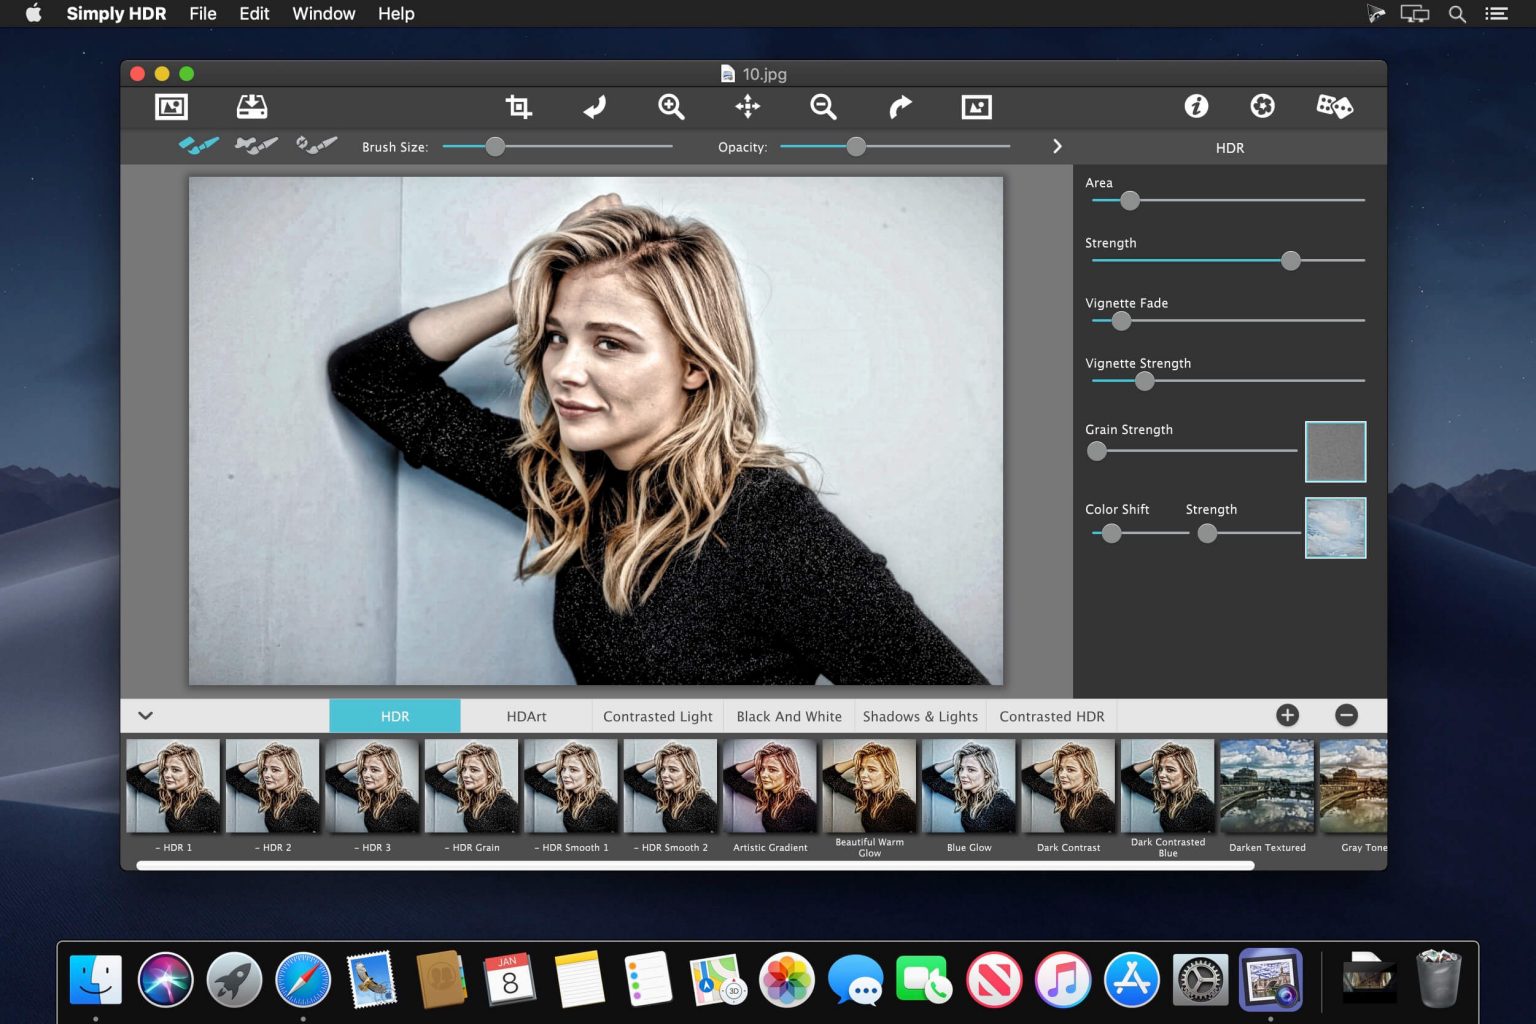 Simply HDR File Edit Window Help
10.jpg
Brush Size: Opacity: HDR
Area
Strength
Vignette Fade
Vignette Strength
Grain Strength
Color Shift Strength
HDR HDArt Contrasted Light Black And White Shadows & Lights Contrasted HDR
- HDR 1 - HDR 2 - HDR 3 - HDR Grain - HDR Smooth 1 - HDR Smooth 2 Artistic Gradient Beautiful Warm Glow Blue Glow Dark Contrast Dark Contrasted Blue Darken Textured Gray Tone
JAN
8
3D